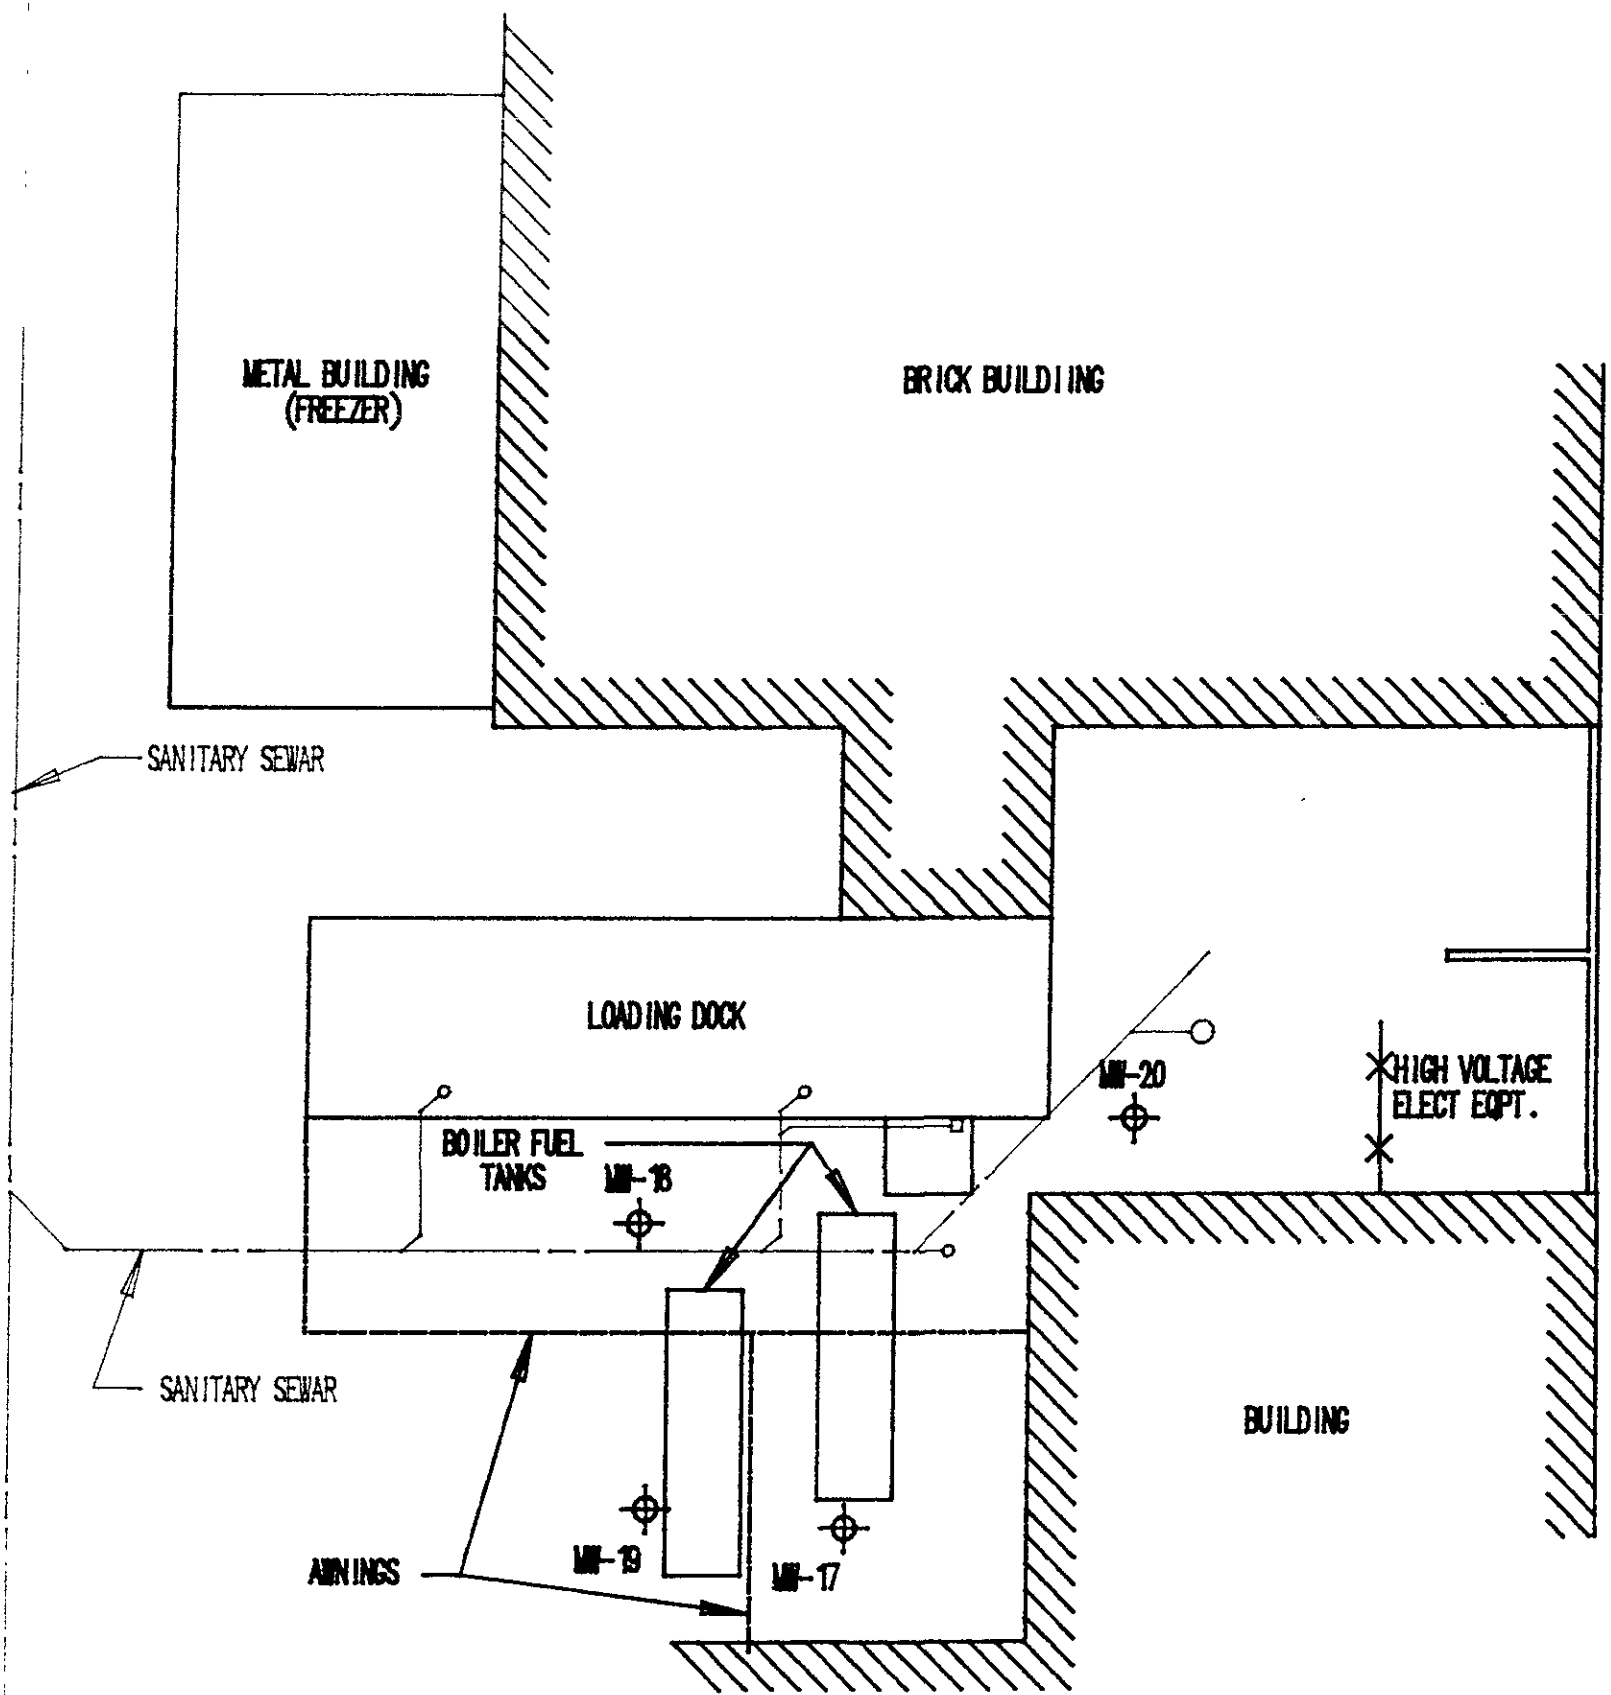 METAL BUILDING
(FREEZER)
BRICK BUILDIING
SANITARY SEWAR
LOADING DOCK
MW-20
HIGH VOLTAGE
ELECT EQPT.
BOILER FUEL
TANKS
MW-18
SANITARY SEWAR
BUILDING
AWNINGS
MW-19
MW-17